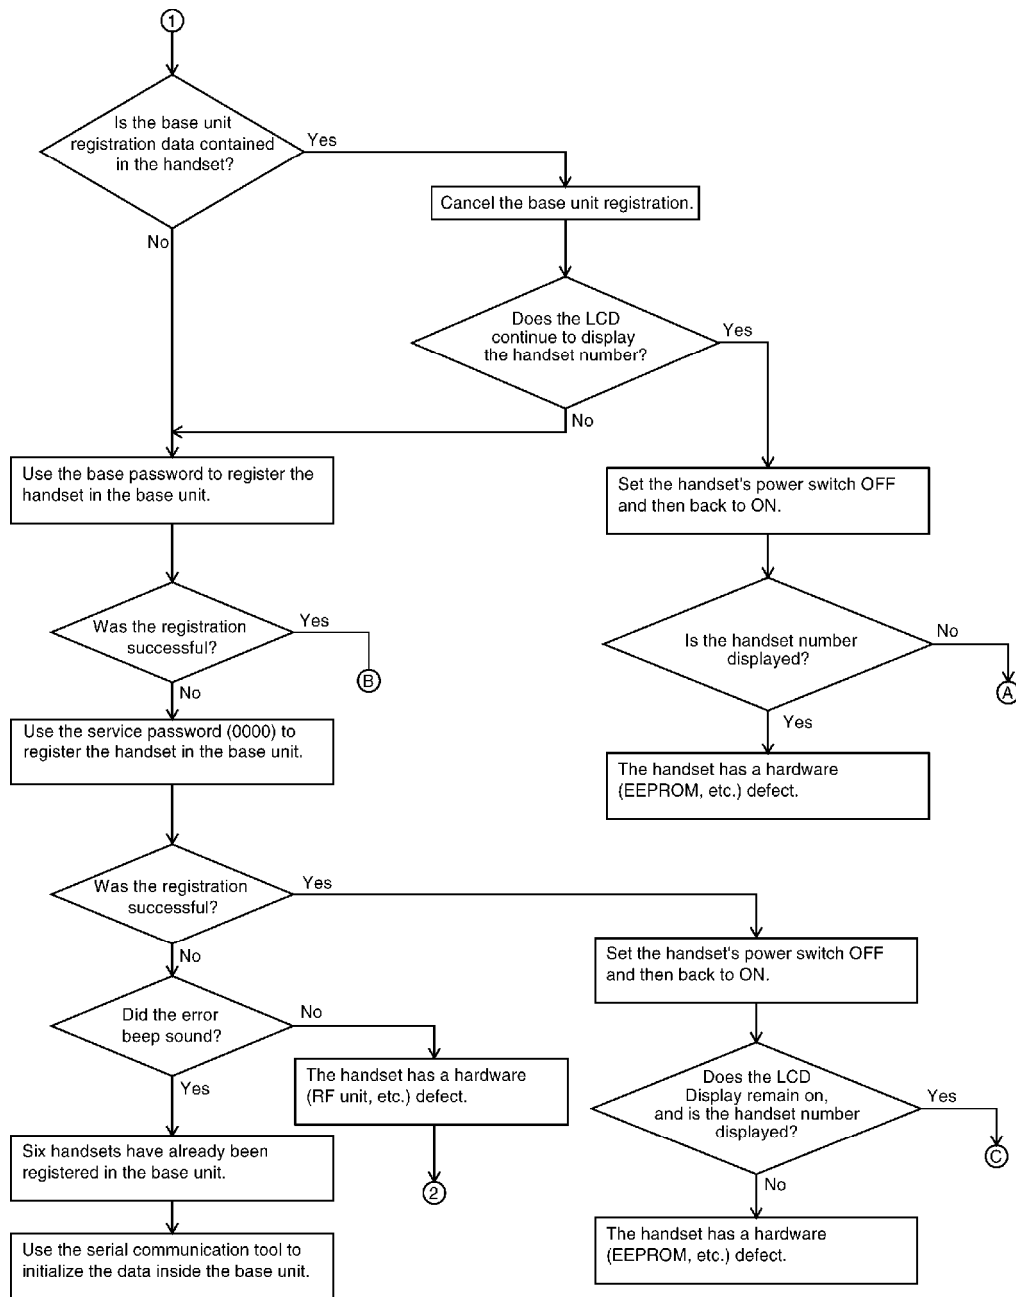 1
Is the base unit
registration data contained
in the handset?
Yes
No
Cancel the base unit registration.
Does the LCD
continue to display
the handset number?
Yes
No
Use the base password to register the
handset in the base unit.
Set the handset's power switch OFF
and then back to ON.
Was the registration
successful?
Yes
B
No
Is the handset number
displayed?
No
A
Yes
Use the service password (0000) to
register the handset in the base unit.
The handset has a hardware
(EEPROM, etc.) defect.
Was the registration
successful?
Yes
No
Set the handset's power switch OFF
and then back to ON.
Did the error
beep sound?
No
Yes
The handset has a hardware
(RF unit, etc.) defect.
2
Does the LCD
Display remain on,
and is the handset number
displayed?
Yes
C
No
Six handsets have already been
registered in the base unit.
The handset has a hardware
(EEPROM, etc.) defect.
Use the serial communication tool to
initialize the data inside the base unit.